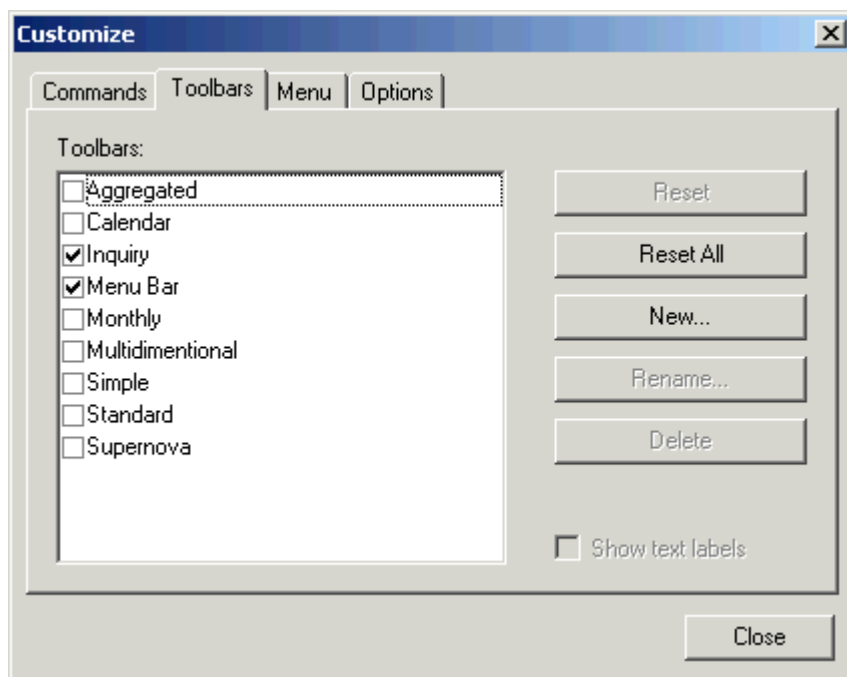 Customize
Commands Toolbars Menu Options
Toolbars:
Aggregated
Calendar
Inquiry
Menu Bar
Monthly
Multidimentional
Simple
Standard
Supernova
Reset
Reset All
New...
Rename...
Delete
Show text labels
Close